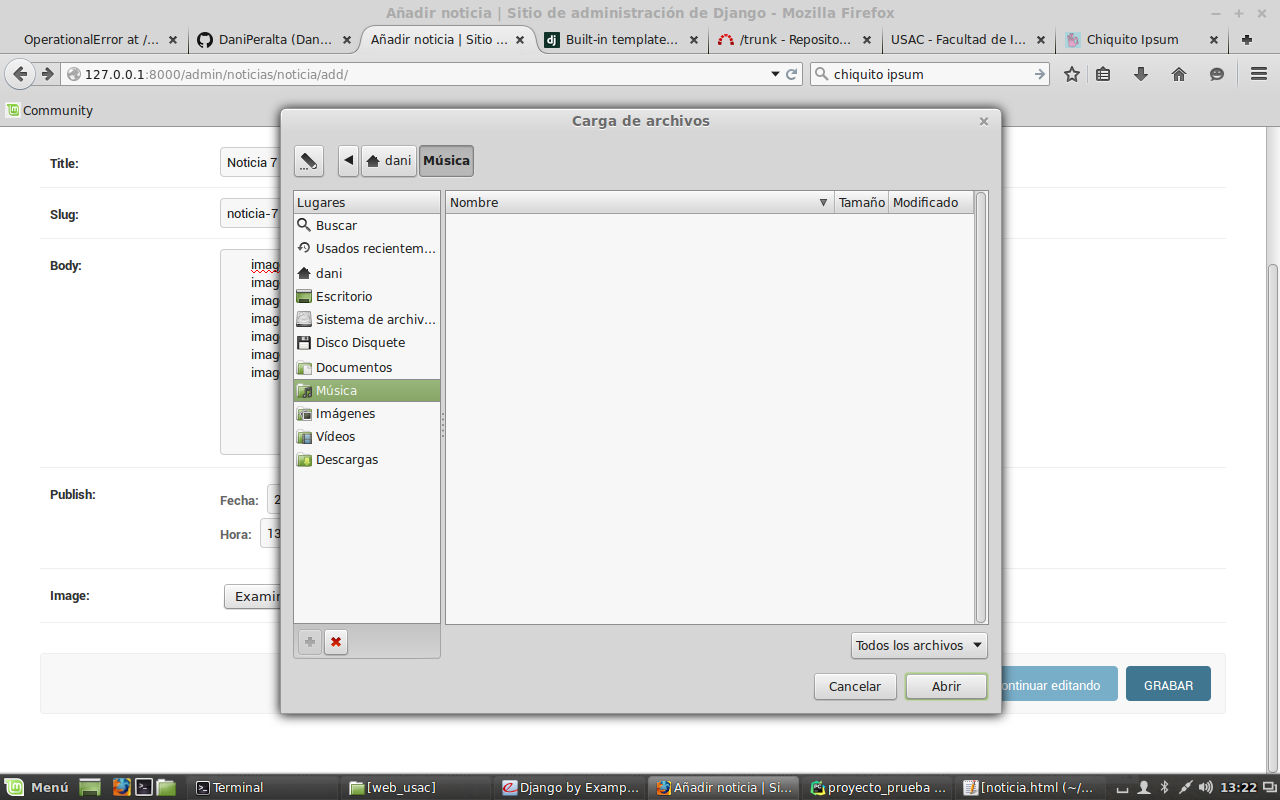 Añadir noticia | Sitio de administración de Django - Mozilla Firefox
OperationalError at /...
DaniPeralta (Dan...
Añadir noticia | Sitio ...
Built-in template...
/trunk - Reposito...
USAC - Facultad de I...
Chiquito Ipsum
127.0.0.1:8000/admin/noticias/noticia/add/
chiquito ipsum
Community
Carga de archivos
dani
Música
Lugares
Nombre
Tamaño
Modificado
Buscar
Usados recientem...
dani
Escritorio
Sistema de archiv...
Disco Disquete
Documentos
Música
Imágenes
Vídeos
Descargas
Todos los archivos
Cancelar
Abrir
Title:
Noticia 7
Slug:
noticia-7
Body:
imag
imag
imag
imag
imag
imag
imag
Publish:
Fecha:
2
Hora:
13
Image:
Examin
ontinuar editando
GRABAR
Menú
Terminal
[web_usac]
Django by Examp...
Añadir noticia | Si...
proyecto_prueba ...
[noticia.html (~/...
13:22